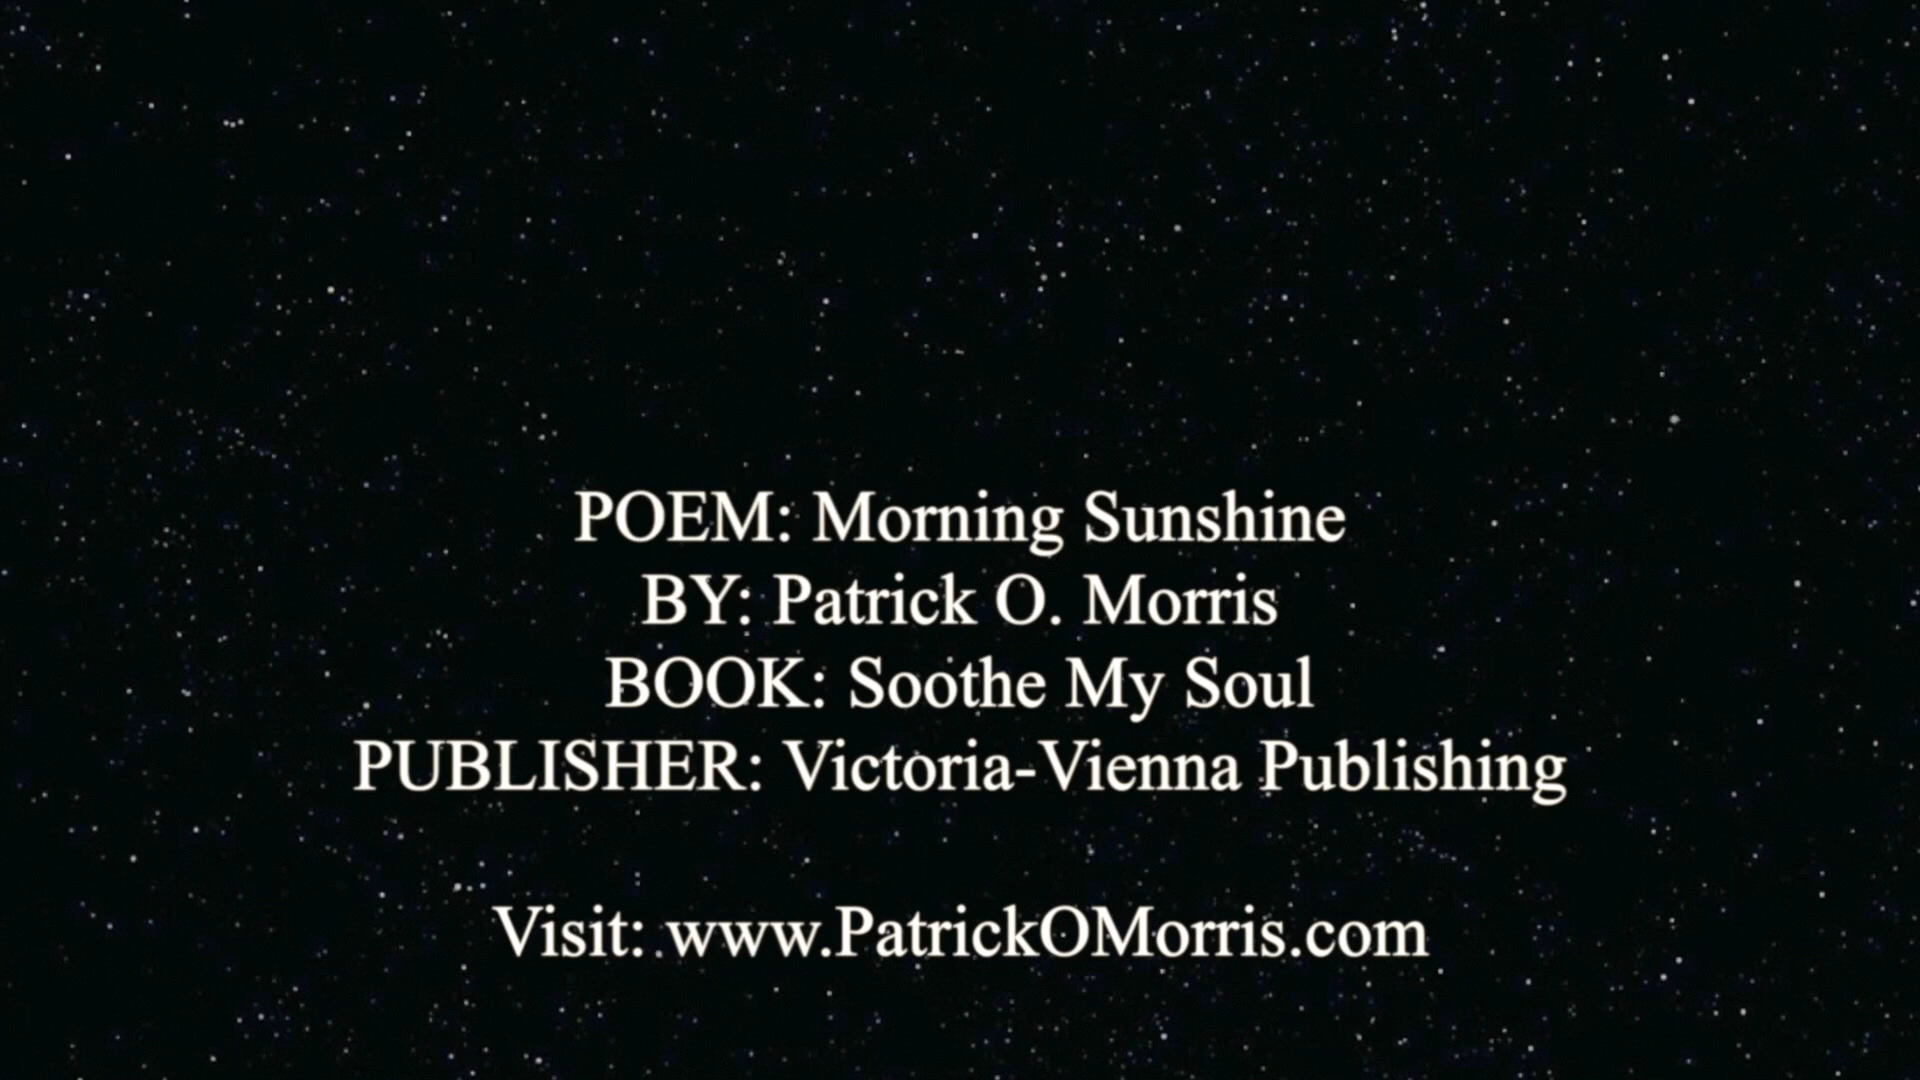 POEM: Morning Sunshine
BY: Patrick O. Morris
BOOK: Soothe My Soul
PUBLISHER: Victoria-Vienna Publishing
Visit: www.PatrickOMorris.com